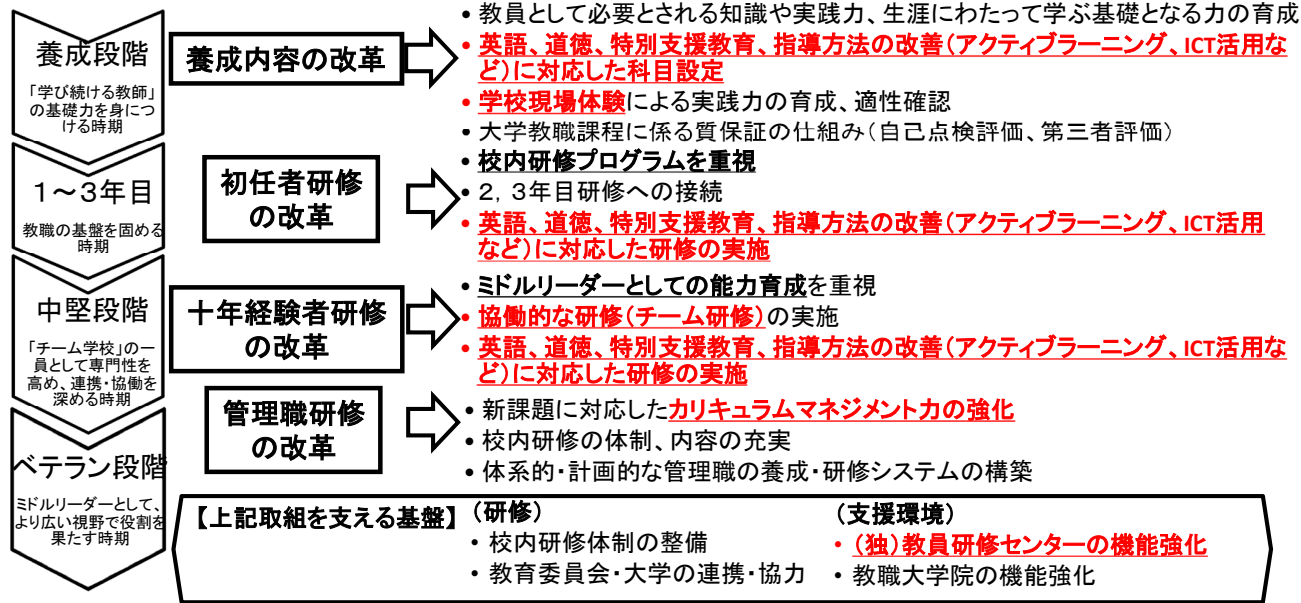 養成段階
「学び続ける教師」
の基礎力を身につ
ける時期
養成内容の改革
• 教員として必要とされる知識や実践力、生涯にわたって学ぶ基礎となる力の育成
• 英語、道徳、特別支援教育、指導方法の改善(アクティブラーニング、ICT活用な
ど)に対応した科目設定
• 学校現場体験による実践力の育成、適性確認
• 大学教職課程に係る質保証の仕組み(自己点検評価、第三者評価)
1~3年目
教職の基盤を固める
時期
初任者研修
の改革
• 校内研修プログラムを重視
• 2, 3年目研修への接続
• 英語、道徳、特別支援教育、指導方法の改善(アクティブラーニング、ICT活用
など)に対応した研修の実施
中堅段階
「チーム学校」の一
員として専門性を
高め、連携・協働を
深める時期
十年経験者研修
の改革
• ミドルリーダーとしての能力育成を重視
• 協働的な研修(チーム研修)の実施
• 英語、道徳、特別支援教育、指導方法の改善(アクティブラーニング、ICT活用な
ど)に対応した研修の実施
ベテラン段階
ミドルリーダーとして、
より広い視野で役割を
果たす時期
管理職研修
の改革
• 新課題に対応したカリキュラムマネジメント力の強化
• 校内研修の体制、内容の充実
• 体系的・計画的な管理職の養成・研修システムの構築
【上記取組を支える基盤】
(研修)
• 校内研修体制の整備
• 教育委員会・大学の連携・協力
(支援環境)
• (独)教員研修センターの機能強化
• 教職大学院の機能強化